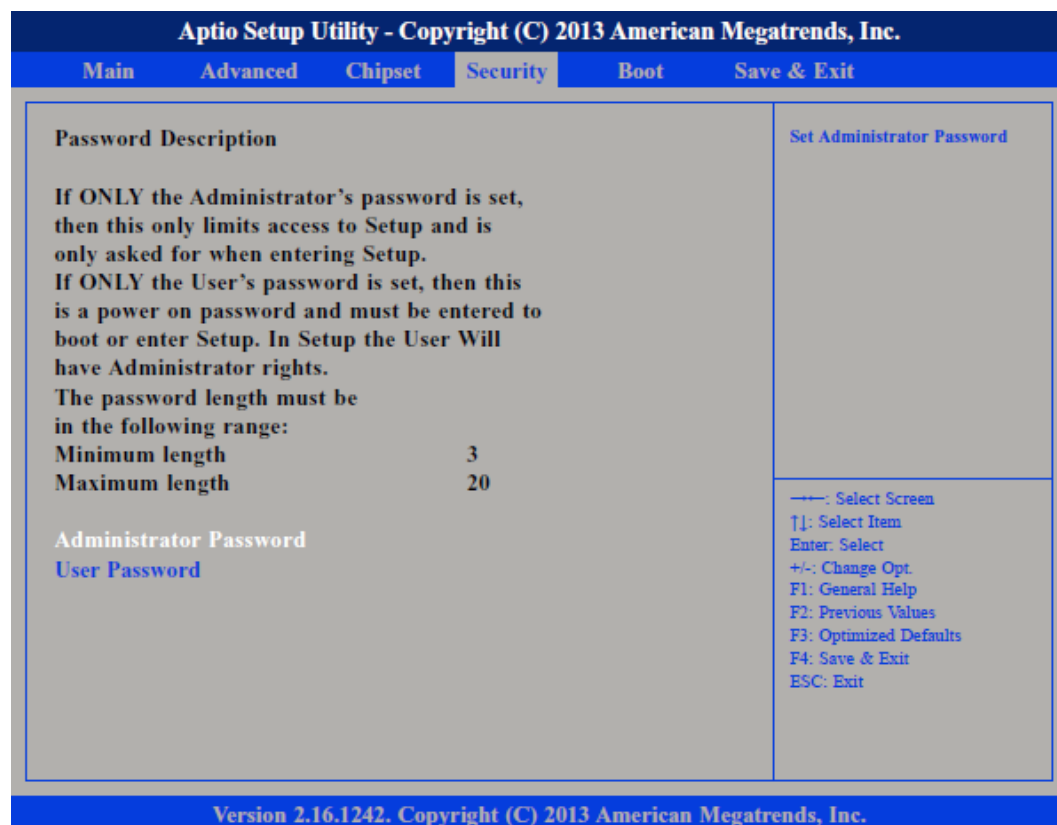 Aptio Setup Utility - Copyright (C) 2013 American Megatrends, Inc.
Main Advanced Chipset Security Boot Save & Exit
Password Description
If ONLY the Administrator's password is set,
then this only limits access to Setup and is
only asked for when entering Setup.
If ONLY the User's password is set, then this
is a power on password and must be entered to
boot or enter Setup. In Setup the User Will
have Administrator rights.
The password length must be
in the following range:
Minimum length 3
Maximum length 20
Administrator Password
User Password
Set Administrator Password
→←: Select Screen
↑↓: Select Item
Enter: Select
+/-: Change Opt.
F1: General Help
F2: Previous Values
F3: Optimized Defaults
F4: Save & Exit
ESC: Exit
Version 2.16.1242. Copyright (C) 2013 American Megatrends, Inc.